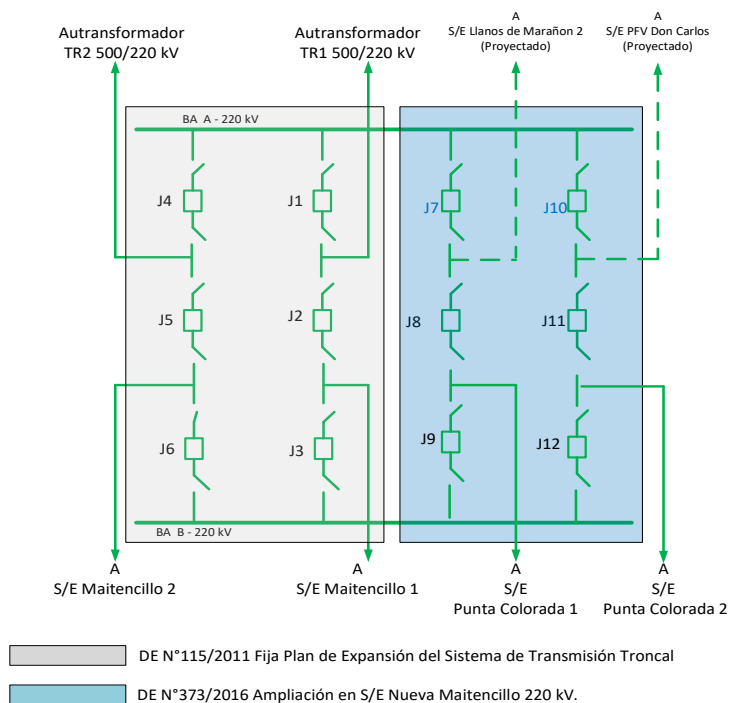 Autransformador
TR2 500/220 kV
Autransformador
TR1 500/220 kV
A
S/E Llanos de Marañon 2
(Proyectado)
A
S/E PFV Don Carlos
(Proyectado)
BA A - 220 kV
J4
J1
J7
J10
J5
J2
J8
J11
J6
J3
J9
J12
BA B - 220 kV
A
S/E Maitencillo 2
A
S/E Maitencillo 1
A
S/E
Punta Colorada 1
A
S/E
Punta Colorada 2
DE N°115/2011 Fija Plan de Expansión del Sistema de Transmisión Troncal
DE N°373/2016 Ampliación en S/E Nueva Maitencillo 220 kV.